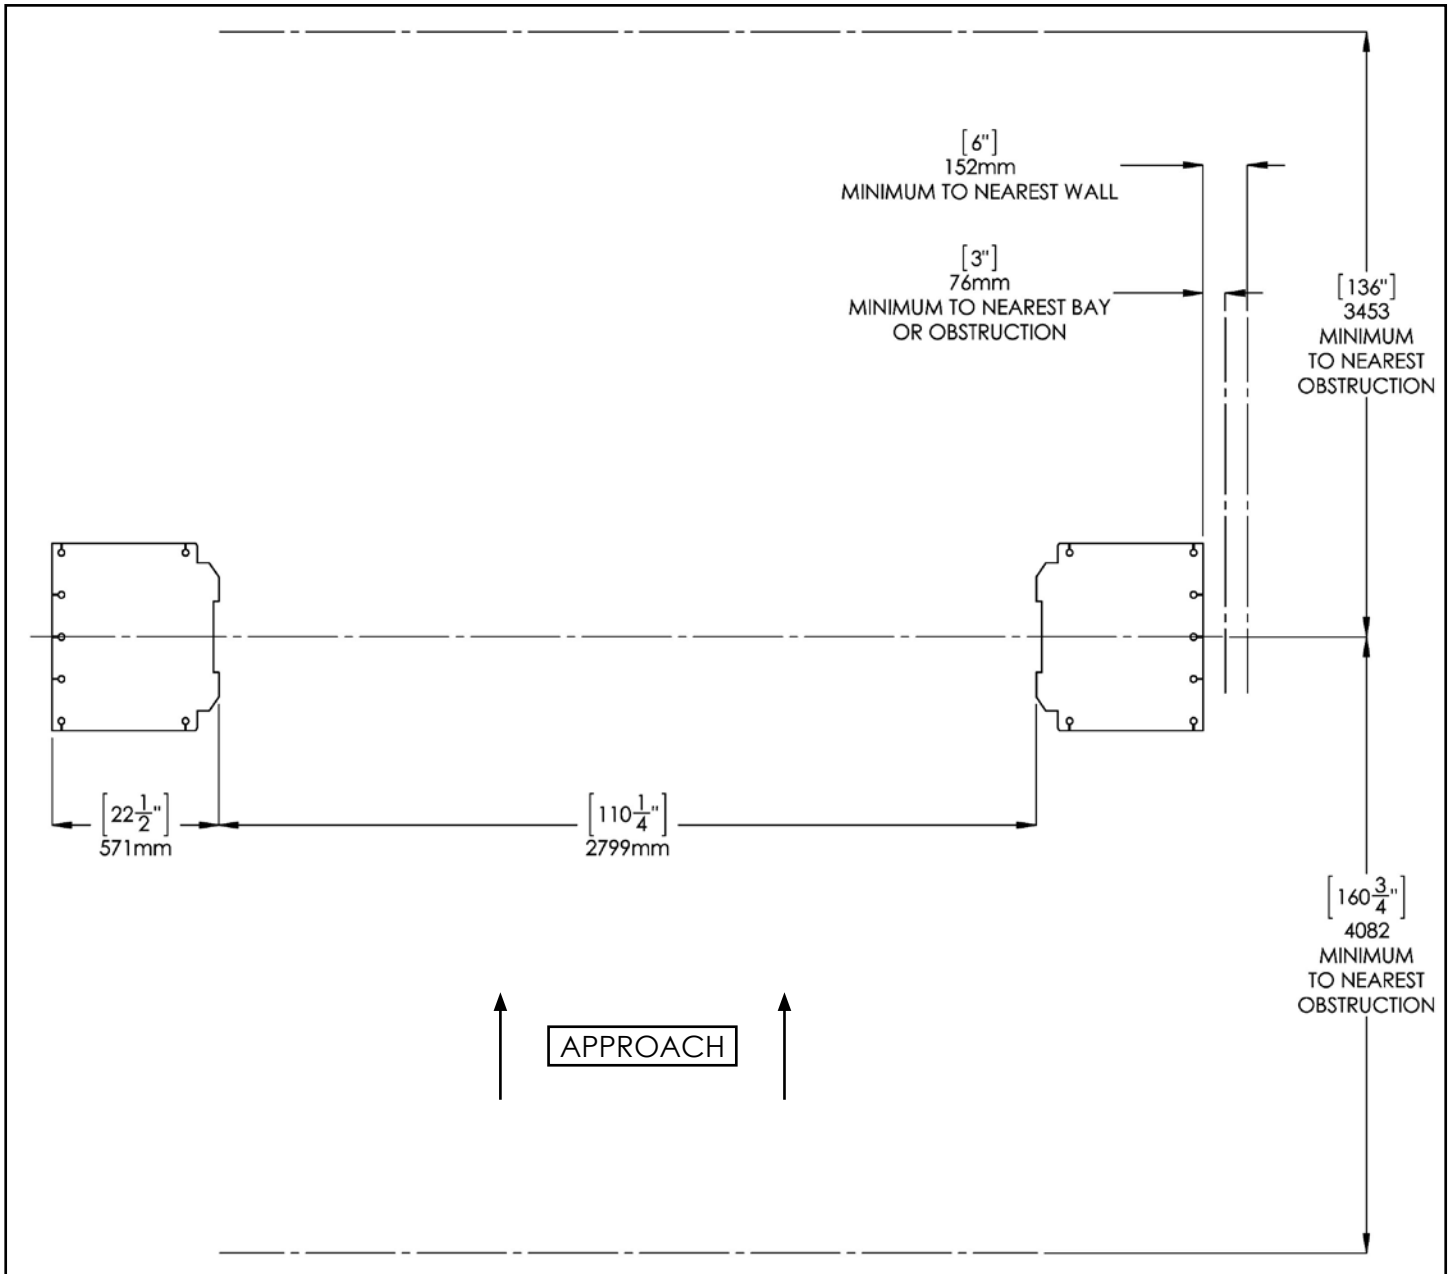 [6"]
152mm
MINIMUM TO NEAREST WALL
[3"]
76mm
MINIMUM TO NEAREST BAY
OR OBSTRUCTION
[136"]
3453
MINIMUM
TO NEAREST
OBSTRUCTION
[22 1/2"]
571mm
[110 1/4"]
2799mm
[160 3/4"]
4082
MINIMUM
TO NEAREST
OBSTRUCTION
APPROACH